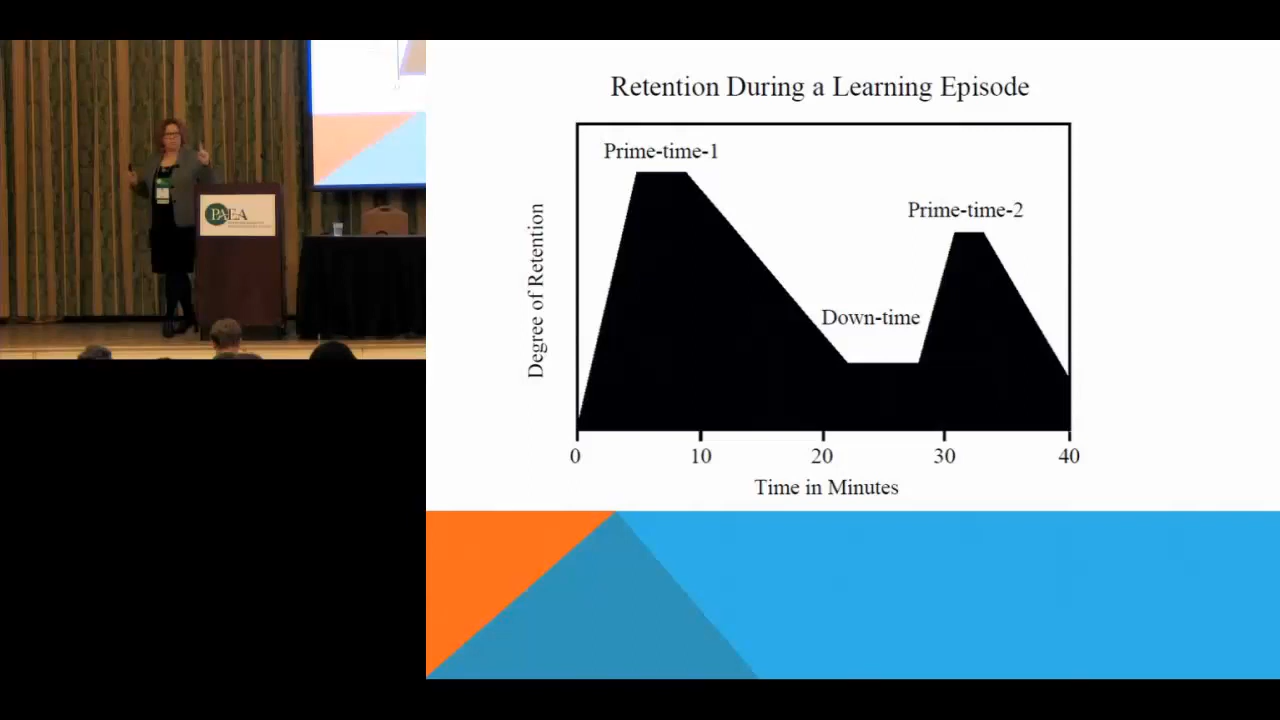 PAEA
Retention During a Learning Episode
Prime-time-1
Prime-time-2
Down-time
Degree of Retention
0 10 20 30 40
Time in Minutes